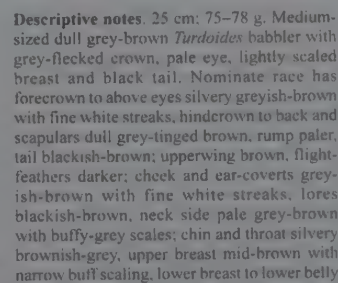 Descriptive notes. 25 cm; 75–78 g. Medium-
sized dull grey-brown Turdoides babbler with
grey-flecked crown, pale eye, lightly scaled
breast and black tail. Nominate race has
forecrown to above eyes silvery greyish-brown
with fine white streaks, hindcrown to back and
scapulars dull grey-tinged brown, rump paler,
tail blackish-brown; upperwing brown, flight-
feathers darker; cheek and ear-coverts grey-
ish-brown with fine white streaks, lores
blackish-brown, neck side pale grey-brown
with buffy-grey scales; chin and throat silvery
brownish-grey, upper breast mid-brown with
narrow buff scaling, lower breast to lower belly